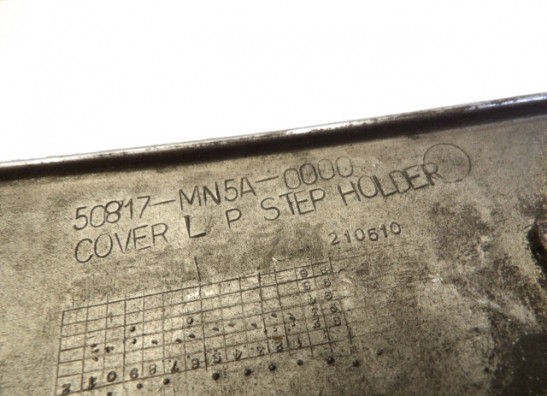 50817-MN5A-0000
COVER L P STEP HOLDER
210610